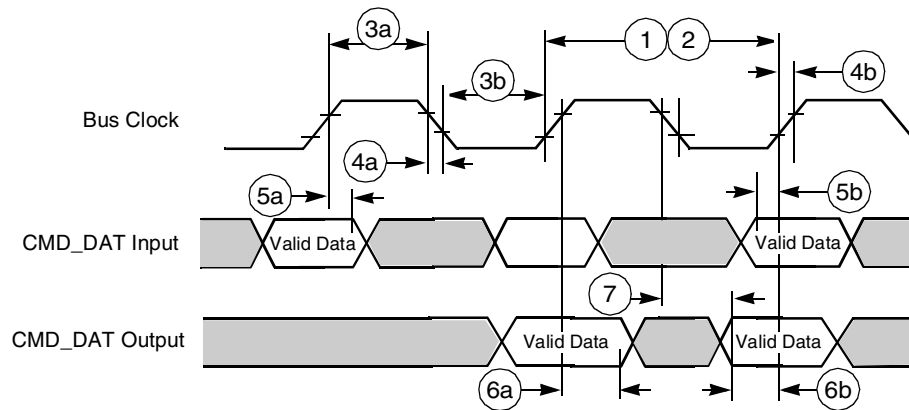 3a
1 2
3b
4b
Bus Clock
4a
5a
5b
CMD_DAT Input
Valid Data
Valid Data
7
CMD_DAT Output
Valid Data
Valid Data
6a
6b